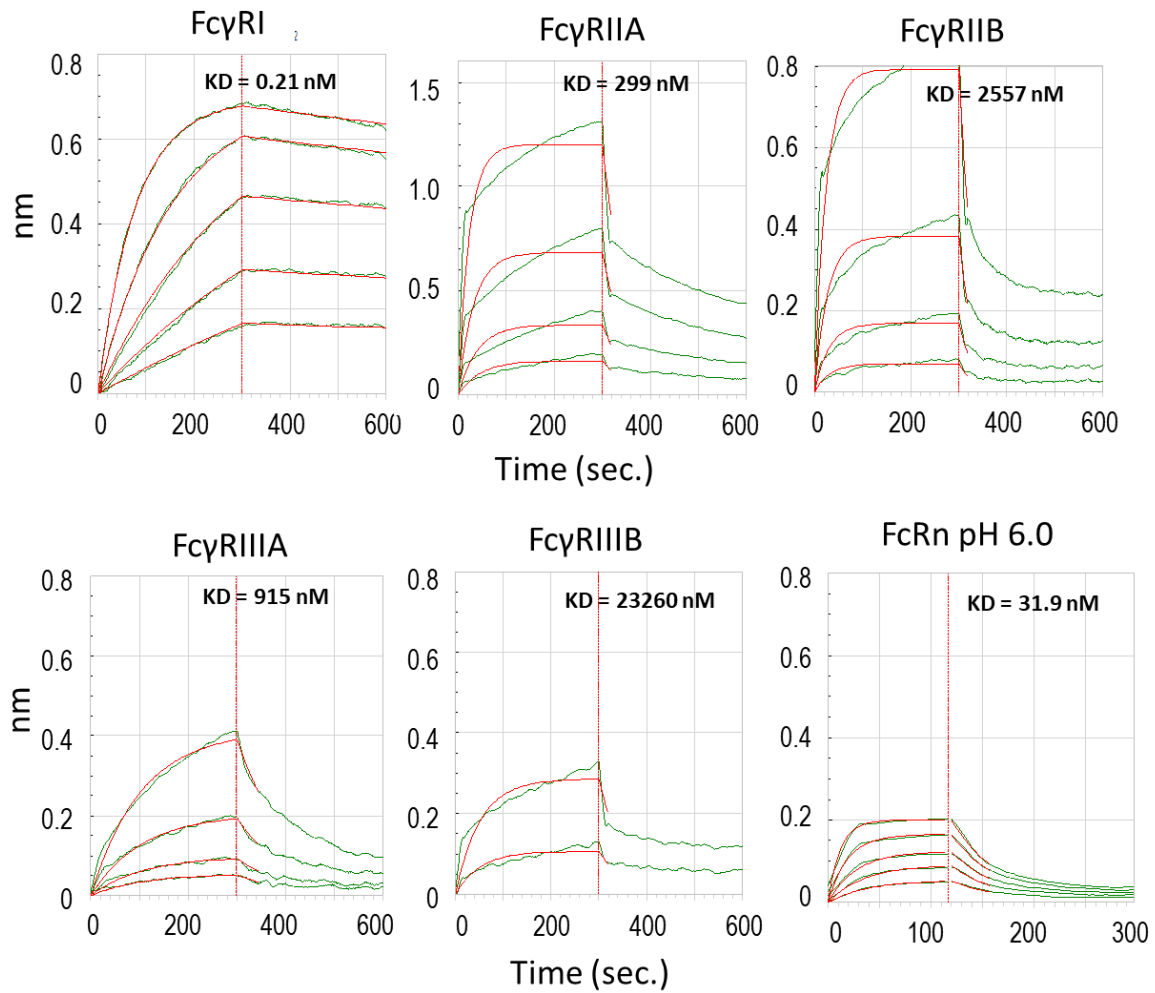 FcγRI
FcγRIIA
FcγRIIB
2
KD = 0.21 nM
KD = 299 nM
KD = 2557 nM
0.8
0.6
0.4
0.2
0
1.5
1.0
0.5
0
0.8
0.6
0.4
0.2
0
nm
0 200 400 600
0 200 400 600
0 200 400 600
Time (sec.)
FcγRIIIA
FcγRIIIB
FcRn pH 6.0
KD = 915 nM
KD = 23260 nM
KD = 31.9 nM
0.8
0.6
0.4
0.2
0
0.8
0.6
0.4
0.2
0
0.8
0.6
0.4
0.2
0
nm
0 200 400 600
0 200 400 600
0 100 200 300
Time (sec.)